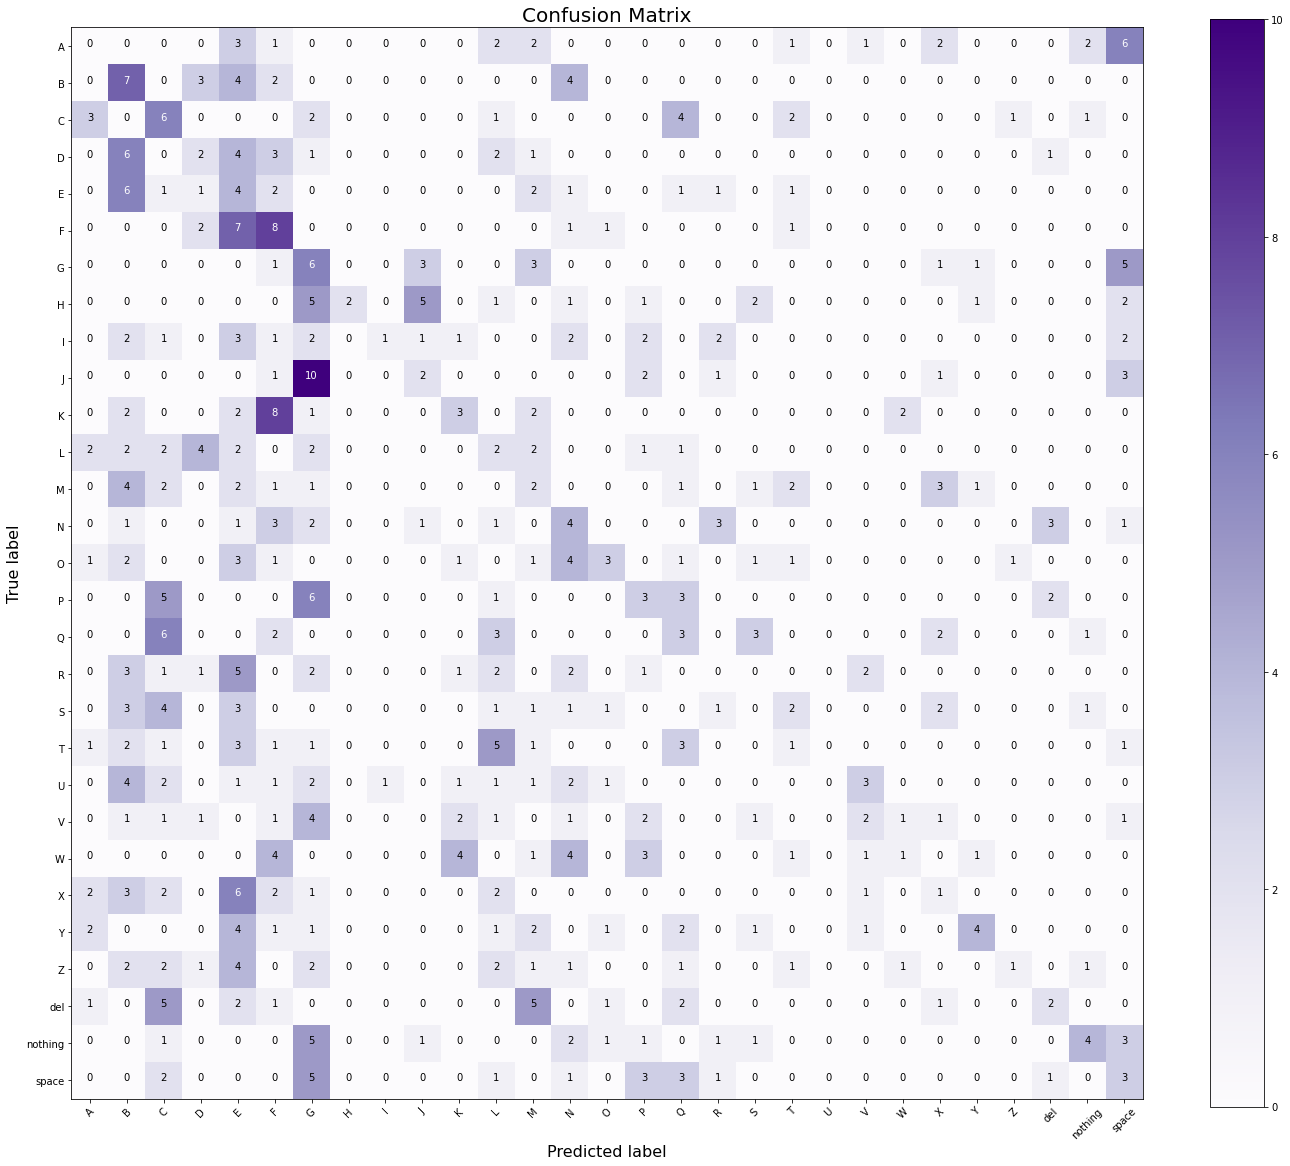 Confusion Matrix
A 0 0 0 0 3 1 0 0 0 0 0 2 2 0 0 0 0 0 0 1 0 1 0 2 0 0 0 2 6
B 0 7 0 3 4 2 0 0 0 0 0 0 0 4 0 0 0 0 0 0 0 0 0 0 0 0 0 0 0
C 3 0 6 0 0 0 2 0 0 0 0 1 0 0 0 0 4 0 0 2 0 0 0 0 0 1 0 1 0
D 0 6 0 2 4 3 1 0 0 0 0 2 1 0 0 0 0 0 0 0 0 0 0 0 0 0 1 0 0
E 0 6 1 1 4 2 0 0 0 0 0 0 2 1 0 0 1 1 0 1 0 0 0 0 0 0 0 0 0
F 0 0 0 2 7 8 0 0 0 0 0 0 0 1 1 0 0 0 0 1 0 0 0 0 0 0 0 0 0
G 0 0 0 0 0 1 6 0 0 3 0 0 3 0 0 0 0 0 0 0 0 0 0 1 1 0 0 0 5
H 0 0 0 0 0 0 5 2 0 5 0 1 0 1 0 1 0 0 2 0 0 0 0 0 1 0 0 0 2
I 0 2 1 0 3 1 2 0 1 1 1 0 0 2 0 2 0 2 0 0 0 0 0 0 0 0 0 0 2
J 0 0 0 0 0 1 10 0 0 2 0 0 0 0 0 2 0 1 0 0 0 0 0 1 0 0 0 0 3
K 0 2 0 0 2 8 1 0 0 0 3 0 2 0 0 0 0 0 0 0 0 0 2 0 0 0 0 0 0
L 2 2 2 4 2 0 2 0 0 0 0 2 2 0 0 1 1 0 0 0 0 0 0 0 0 0 0 0 0
M 0 4 2 0 2 1 1 0 0 0 0 0 2 0 0 0 1 0 1 2 0 0 0 3 1 0 0 0 0
N 0 1 0 0 1 3 2 0 0 1 0 1 0 4 0 0 0 3 0 0 0 0 0 0 0 0 3 0 1
O 1 2 0 0 3 1 0 0 0 0 1 0 1 4 3 0 1 0 1 1 0 0 0 0 0 1 0 0 0
P 0 0 5 0 0 0 6 0 0 0 0 1 0 0 0 3 3 0 0 0 0 0 0 0 0 0 2 0 0
Q 0 0 6 0 0 2 0 0 0 0 0 3 0 0 0 0 3 0 3 0 0 0 0 2 0 0 0 1 0
R 0 3 1 1 5 0 2 0 0 0 1 2 0 2 0 1 0 0 0 0 0 2 0 0 0 0 0 0 0
S 0 3 4 0 3 0 0 0 0 0 0 1 1 1 1 0 0 1 0 2 0 0 0 2 0 0 0 1 0
T 1 2 1 0 3 1 1 0 0 0 0 5 1 0 0 0 3 0 0 1 0 0 0 0 0 0 0 0 1
U 0 4 2 0 1 1 2 0 1 0 1 1 1 2 1 0 0 0 0 0 0 3 0 0 0 0 0 0 0
V 0 1 1 1 0 1 4 0 0 0 2 1 0 1 0 2 0 0 1 0 0 2 1 1 0 0 0 0 1
W 0 0 0 0 0 4 0 0 0 0 4 0 1 4 0 3 0 0 0 1 0 1 1 0 1 0 0 0 0
X 2 3 2 0 6 2 1 0 0 0 0 2 0 0 0 0 0 0 0 0 0 1 0 1 0 0 0 0 0
Y 2 0 0 0 4 1 1 0 0 0 0 1 2 0 1 0 2 0 1 0 0 1 0 0 4 0 0 0 0
Z 0 2 2 1 4 0 2 0 0 0 0 2 1 1 0 0 1 0 0 1 0 0 1 0 0 1 0 1 0
del 1 0 5 0 2 1 0 0 0 0 0 0 5 0 1 0 2 0 0 0 0 0 0 1 0 0 2 0 0
nothing 0 0 1 0 0 0 5 0 0 1 0 0 0 2 1 1 0 1 1 0 0 0 0 0 0 0 0 4 3
space 0 0 2 0 0 0 5 0 0 0 0 1 0 1 0 3 3 1 0 0 0 0 0 0 0 0 1 0 3
A B C D E F G H I J K L M N O P Q R S T U V W X Y Z del nothing space
True label
Predicted label
10
8
6
4
2
0